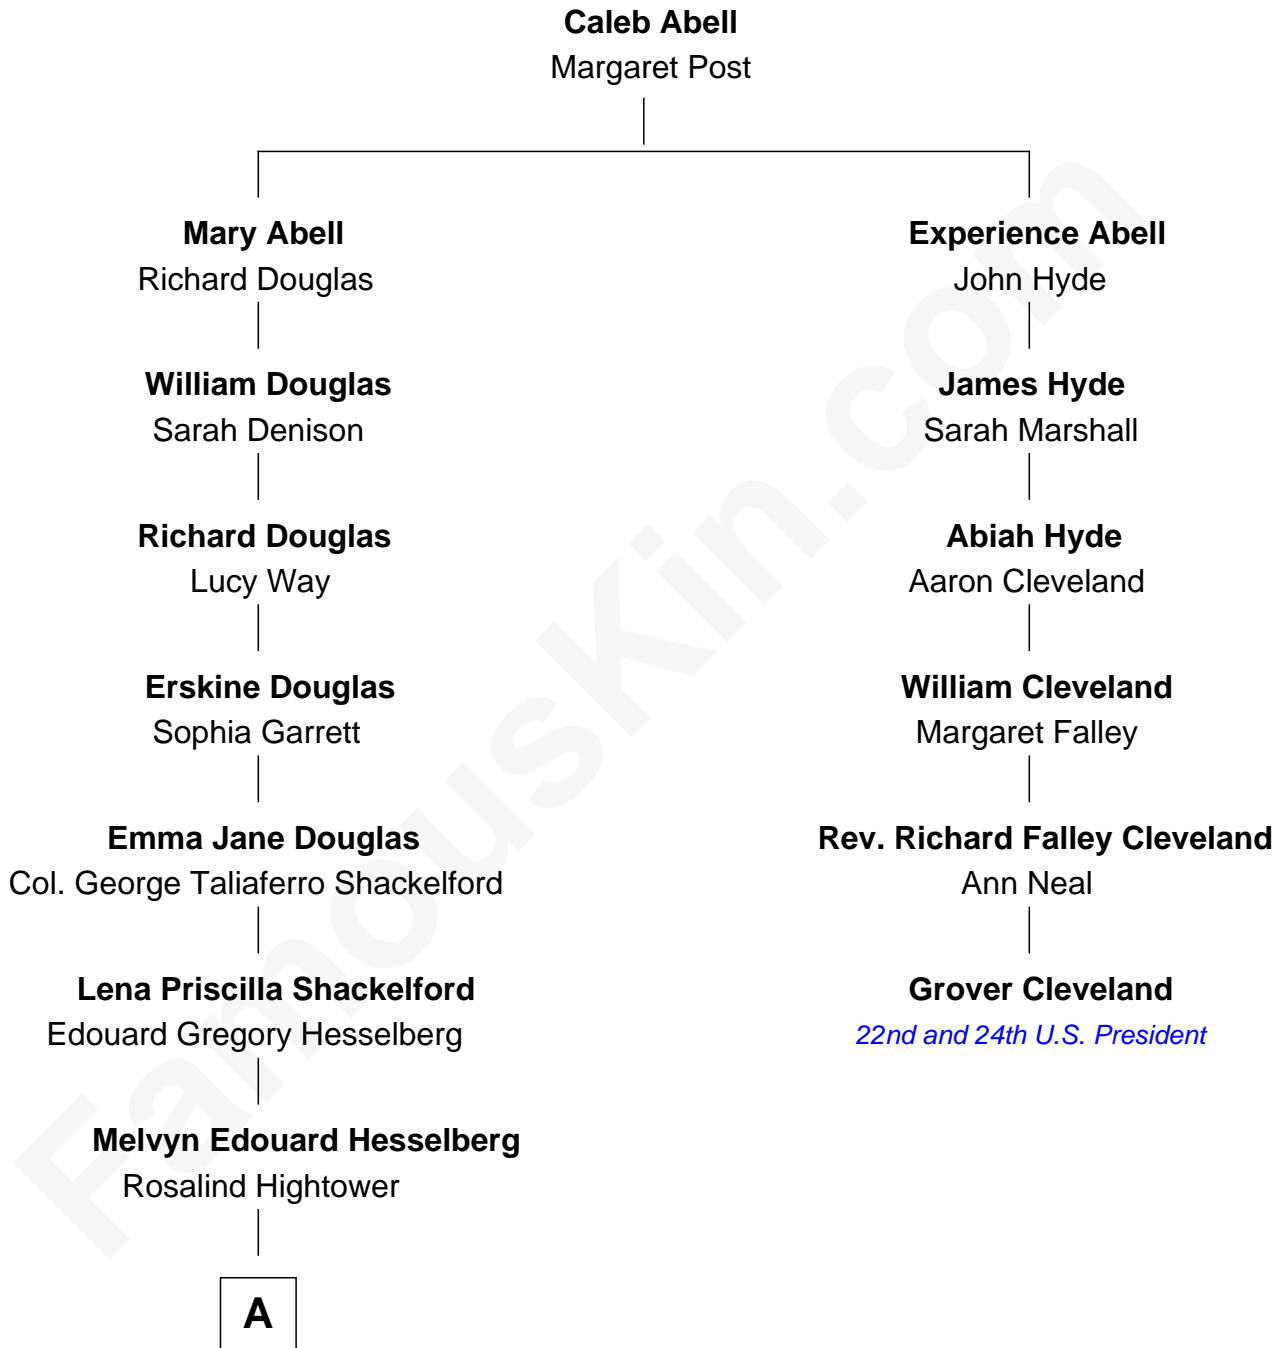 Caleb Abell
Margaret Post
Mary Abell
Richard Douglas
Experience Abell
John Hyde
William Douglas
Sarah Denison
James Hyde
Sarah Marshall
Richard Douglas
Lucy Way
Abiah Hyde
Aaron Cleveland
Erskine Douglas
Sophia Garrett
William Cleveland
Margaret Falley
Emma Jane Douglas
Col. George Taliaferro Shackelford
Rev. Richard Falley Cleveland
Ann Neal
Lena Priscilla Shackelford
Edouard Gregory Hesselberg
Grover Cleveland
22nd and 24th U.S. President
Melvyn Edouard Hesselberg
Rosalind Hightower
A
FamousKin.com